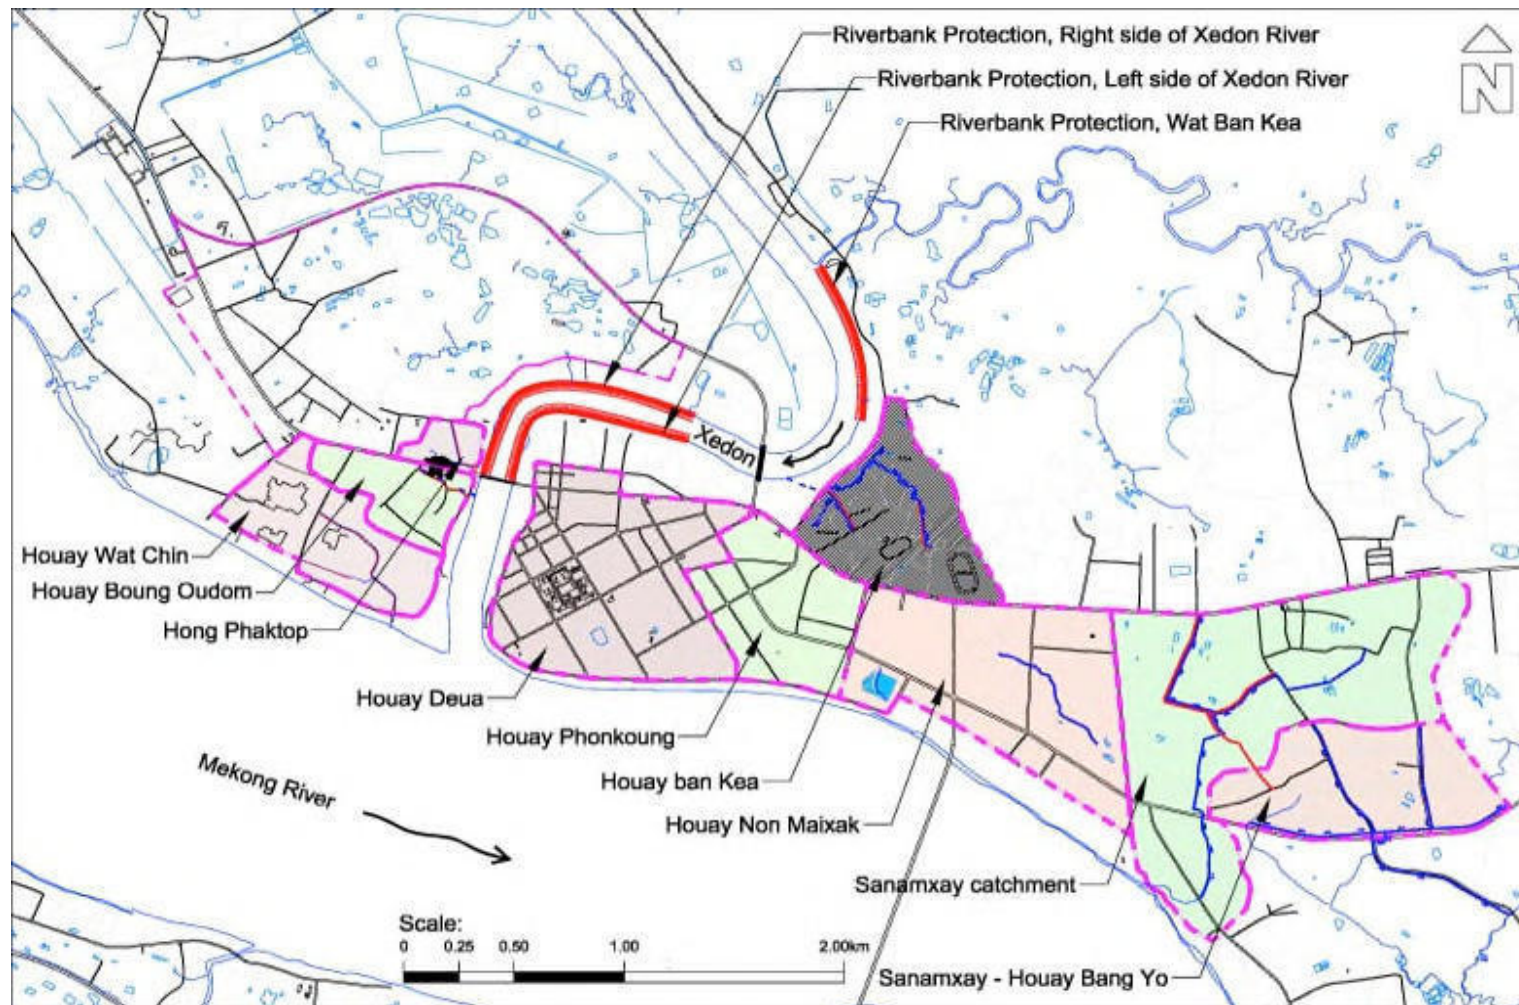 Riverbank Protection, Right side of Xedon River
Riverbank Protection, Left side of Xedon River
Riverbank Protection, Wat Ban Kea
N
Xedon
Houay Wat Chin
Houay Boung Oudom
Hong Phaktop
Houay Deua
Houay Phonkoung
Houay ban Kea
Houay Non Maixak
Mekong River
Sanamxay catchment
Sanamxay - Houay Bang Yo
Scale:
0 0.25 0.50 1.00 2.00km